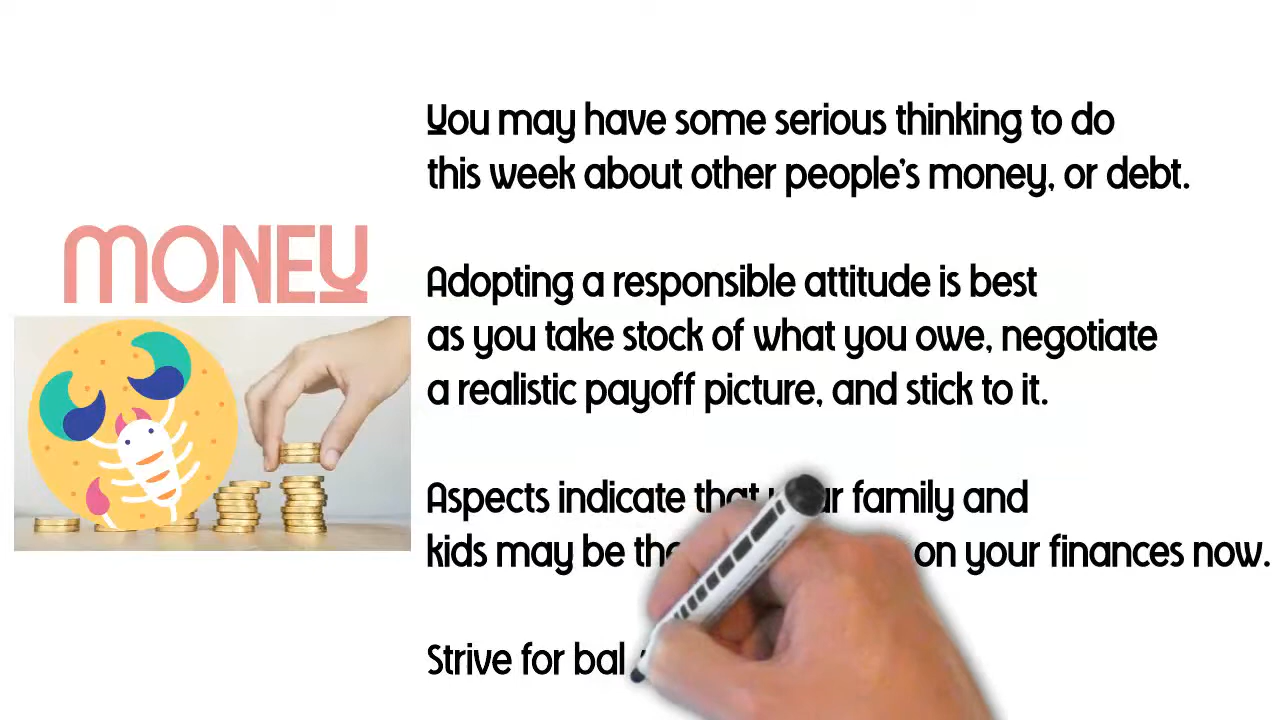 MONEY
You may have some serious thinking to do
this week about other people's money, or debt.
Adopting a responsible attitude is best
as you take stock of what you owe, negotiate
a realistic payoff picture, and stick to it.
Aspects indicate that your family and
kids may be the on your finances now.
Strive for bal